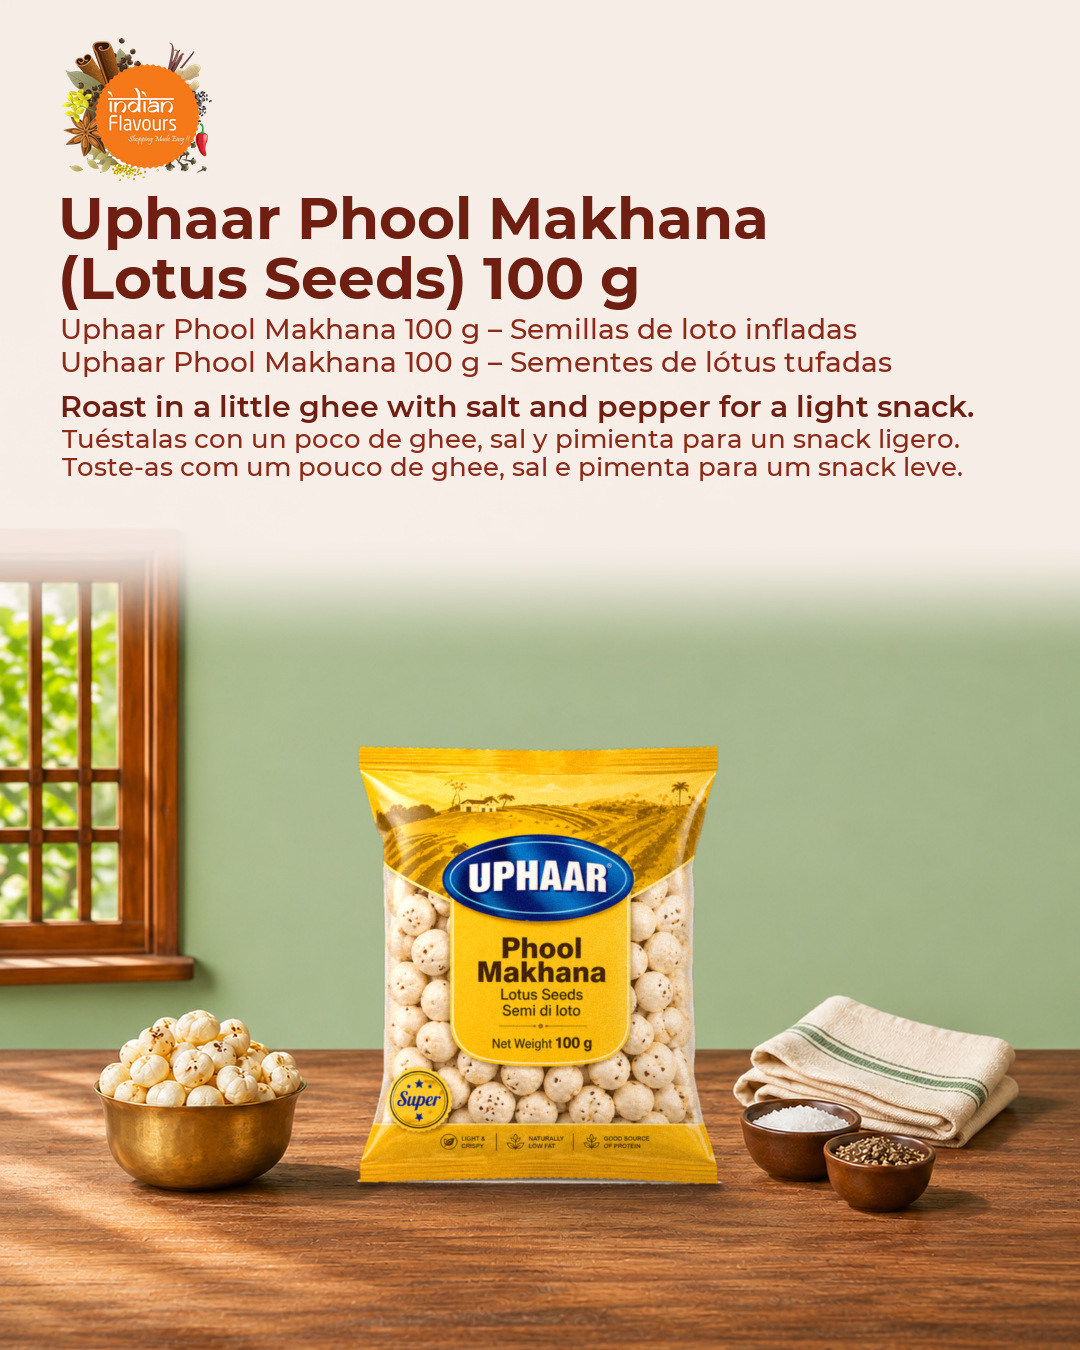 indian
Flavours
Shopping Made Easy !!
Uphaar Phool Makhana
(Lotus Seeds) 100 g
Uphaar Phool Makhana 100 g – Semillas de loto infladas
Uphaar Phool Makhana 100 g – Sementes de lótus tufadas
Roast in a little ghee with salt and pepper for a light snack.
Tuéstalas con un poco de ghee, sal y pimienta para un snack ligero.
Toste-as com um pouco de ghee, sal e pimenta para um snack leve.
UPHAAR
Phool
Makhana
Lotus Seeds
Semi di loto
Net Weight 100 g
Super
LIGHT &
CRISPY
NATURALLY
LOW FAT
GOOD SOURCE
OF PROTEIN